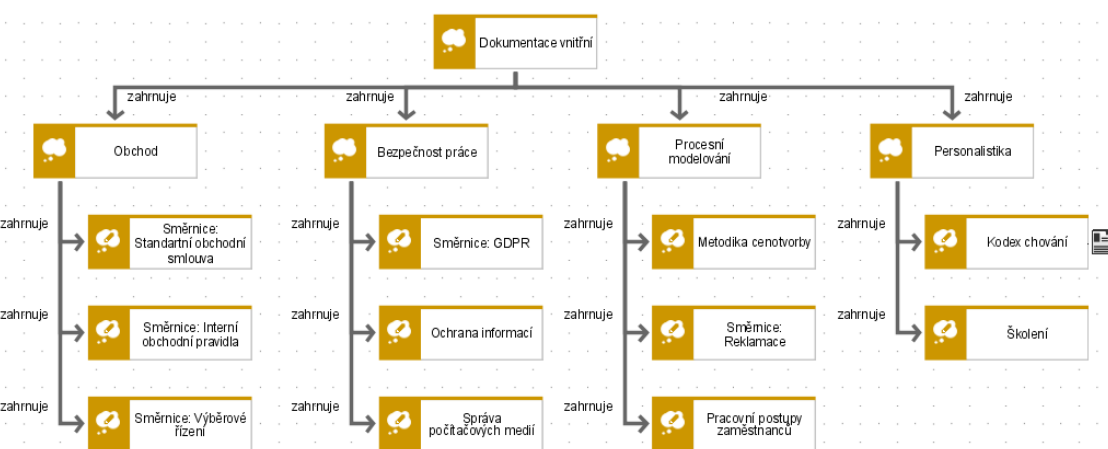 Dokumentace vnitřní
zahrnuje
zahrnuje
zahrnuje
zahrnuje
Obchod
Bezpečnost práce
Procesní
modelování
Personalistika
zahrnuje
Směrnice:
Standartní obchodní
smlouva
zahrnuje
Směrnice: GDPR
zahrnuje
Metodika cenotvorby
zahrnuje
Kodex chování
zahrnuje
Směrnice: Interní
obchodní pravidla
zahrnuje
Ochrana informací
zahrnuje
Směrnice:
Reklamace
zahrnuje
Školení
zahrnuje
Směrnice: Výběrové
řízení
zahrnuje
Správa
počítačových medií
zahrnuje
Pracovní postupy
zaměstnanců